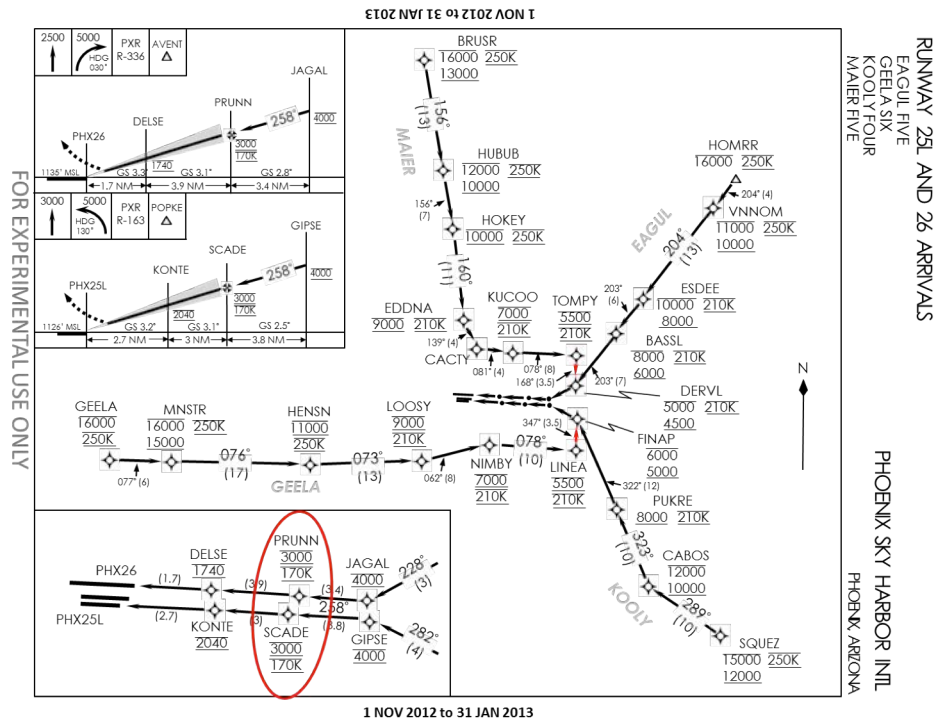 1 NOV 2012 to 31 JAN 2013
RUNWAY 25L AND 26 ARRIVALS
EAGUL FIVE
GEELA SIX
KOOLY FOUR
MAIER FIVE
PHOENIX SKY HARBOR INTL
PHOENIX, ARIZONA
FOR EXPERIMENTAL USE ONLY
2500
5000
HDG
030°
PXR
R-336
AVENT
JAGAL
4000
258°
PRUNN
3000
170K
DELSE
1740
PHX26
1135' MSL
GS 3.3°
GS 3.1°
GS 2.8°
1.7 NM
3.9 NM
3.4 NM
3000
5000
HDG
130°
PXR
R-163
POPKE
GIPSE
4000
258°
SCADE
3000
170K
KONTE
2040
PHX25L
1126' MSL
GS 3.2°
GS 3.1°
GS 2.5°
2.7 NM
3 NM
3.8 NM
BRUSR
16000 250K
13000
156°
(13)
MAIER
HUBUB
12000 250K
10000
156°
(7)
HOKEY
10000 250K
160°
(11)
EDDNA
9000 210K
139° (4)
CACTY
081° (4)
KUCOO
7000
210K
078° (8)
TOMPY
5500
210K
168° (3.5)
HOMRR
16000 250K
204° (4)
VNNOM
11000 250K
10000
EAGUL
204°
(13)
ESDEE
10000 210K
8000
203°
(6)
BASSL
8000 210K
6000
203° (7)
DERVL
5000 210K
4500
FINAP
6000
5000
347° (3.5)
N
GEELA
16000
250K
077° (6)
MNSTR
16000 250K
15000
076°
(17)
HENSN
11000
250K
073°
(13)
GEELA
LOOSY
9000
210K
062° (8)
NIMBY
7000
210K
078°
(10)
LINEA
5500
210K
322° (12)
PUKRE
8000 210K
323°
(10)
CABOS
12000
10000
KOOLY
289°
(10)
SQUEZ
15000 250K
12000
PHX26
(1.7)
DELSE
1740
(3.9)
PRUNN
3000
170K
(3.4)
JAGAL
4000
228°
(3)
258°
PHX25L
(2.7)
KONTE
2040
(3)
SCADE
3000
170K
(3.8)
GIPSE
4000
282°
(4)
1 NOV 2012 to 31 JAN 2013